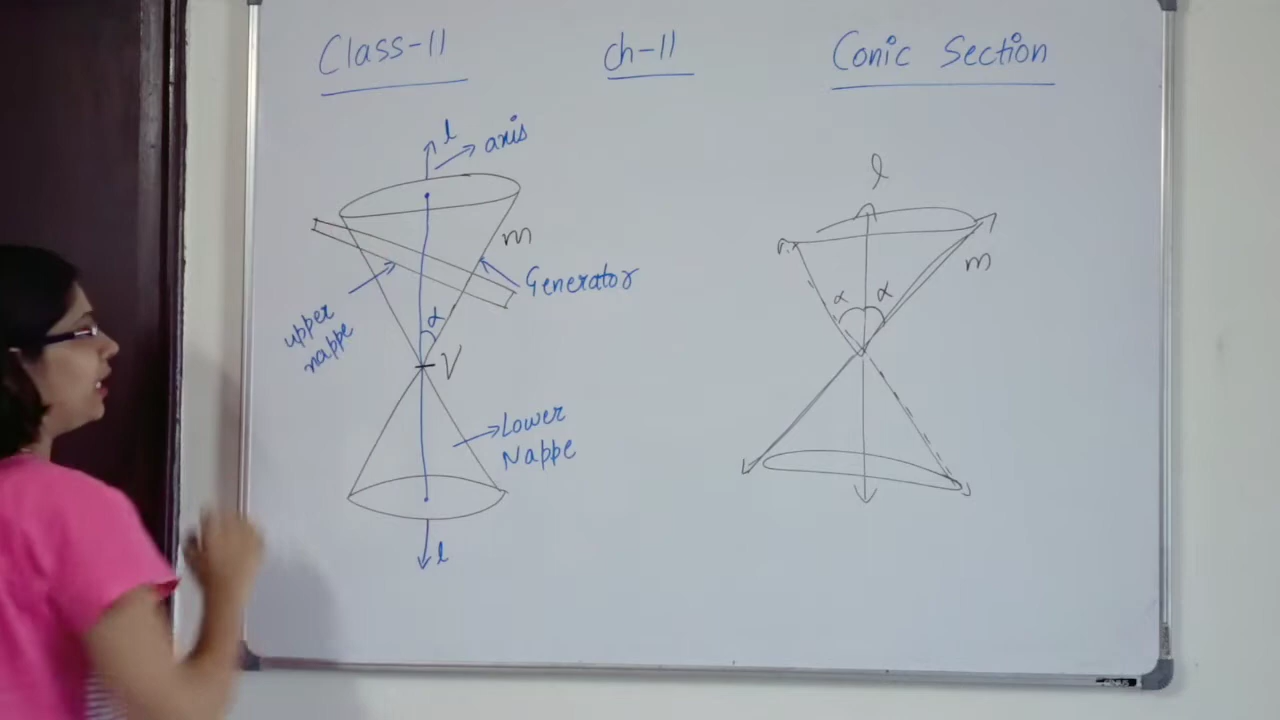 Class-11
ch-11
Conic Section
l
axis
m
Generator
upper
nappe
α
V
Lower
Nappe
l
l
m
α
α